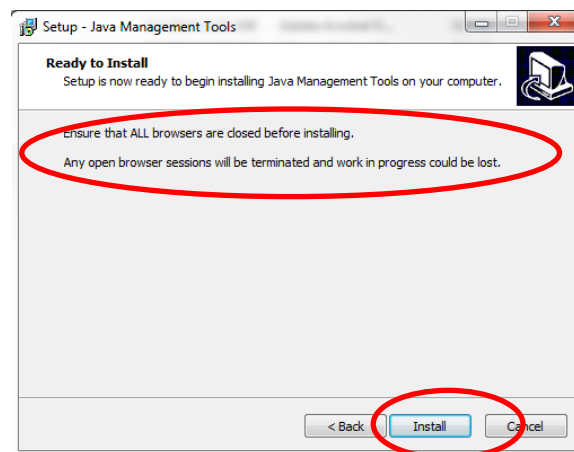 Setup - Java Management Tools
Ready to Install
Setup is now ready to begin installing Java Management Tools on your computer.
Ensure that ALL browsers are closed before installing.
Any open browser sessions will be terminated and work in progress could be lost.
< Back
Install
Cancel